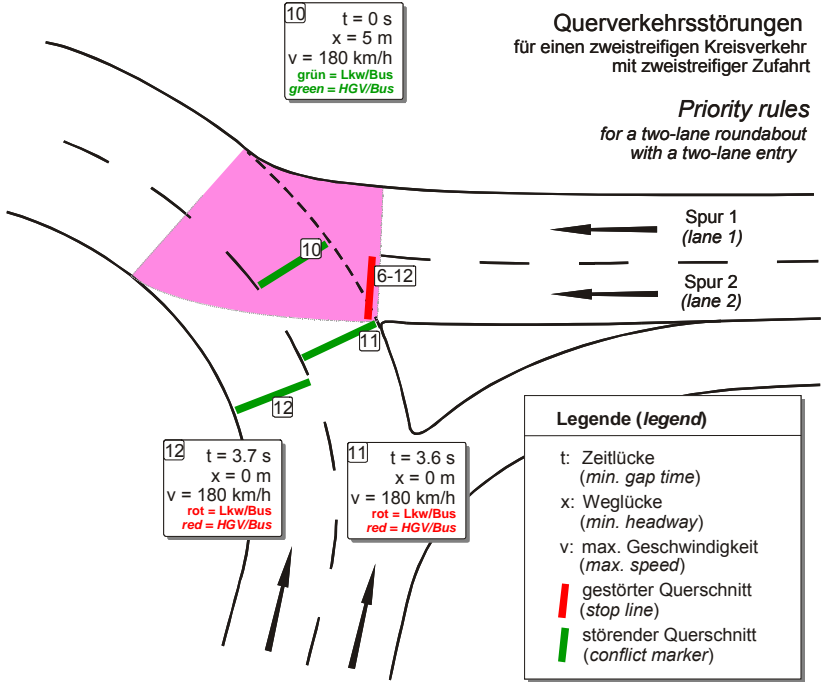 10
t = 0 s
x = 5 m
v = 180 km/h
grün = Lkw/Bus
green = HGV/Bus
Querverkehrsstörungen
für einen zweistreifigen Kreisverkehr
mit zweistreifiger Zufahrt
Priority rules
for a two-lane roundabout
with a two-lane entry
Spur 1
(lane 1)
Spur 2
(lane 2)
10
6-12
11
12
12
t = 3.7 s
x = 0 m
v = 180 km/h
rot = Lkw/Bus
red = HGV/Bus
11
t = 3.6 s
x = 0 m
v = 180 km/h
rot = Lkw/Bus
red = HGV/Bus
Legende (legend)
t: Zeitlücke
(min. gap time)
x: Weglücke
(min. headway)
v: max. Geschwindigkeit
(max. speed)
gestörter Querschnitt
(stop line)
störender Querschnitt
(conflict marker)